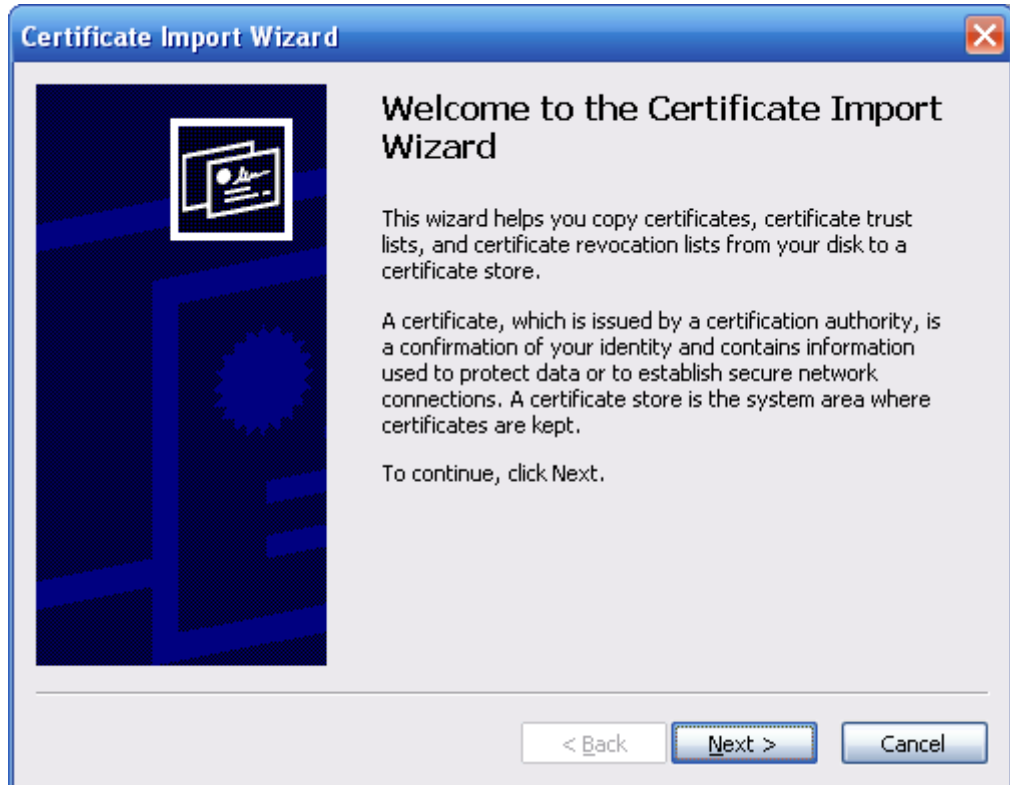 Certificate Import Wizard
Welcome to the Certificate Import
Wizard
This wizard helps you copy certificates, certificate trust
lists, and certificate revocation lists from your disk to a
certificate store.
A certificate, which is issued by a certification authority, is
a confirmation of your identity and contains information
used to protect data or to establish secure network
connections. A certificate store is the system area where
certificates are kept.
To continue, click Next.
< Back Next > Cancel